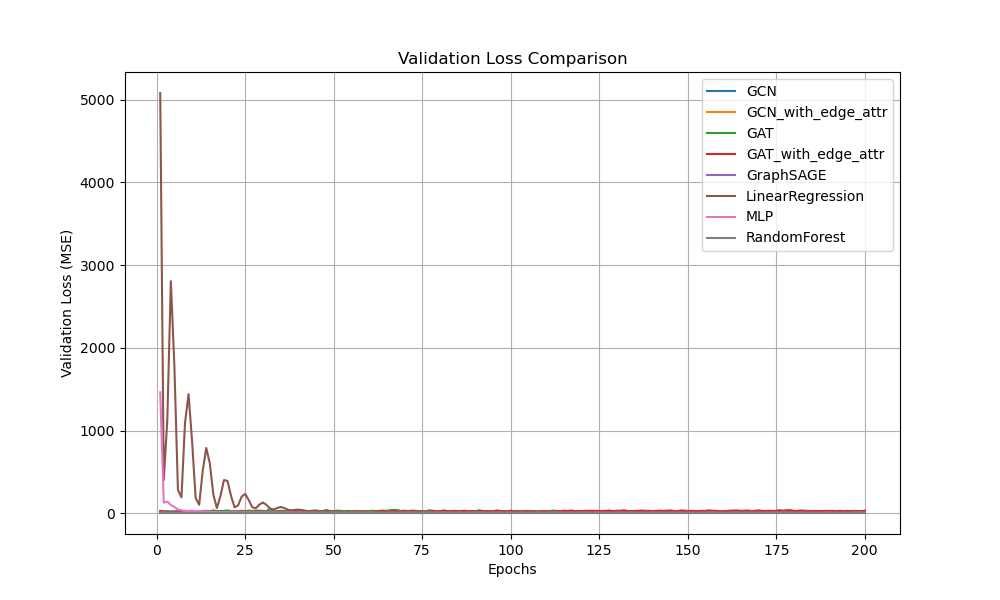 Validation Loss Comparison
GCN
GCN_with_edge_attr
GAT
GAT_with_edge_attr
GraphSAGE
LinearRegression
MLP
RandomForest
Validation Loss (MSE)
5000
4000
3000
2000
1000
0
0 25 50 75 100 125 150 175 200
Epochs